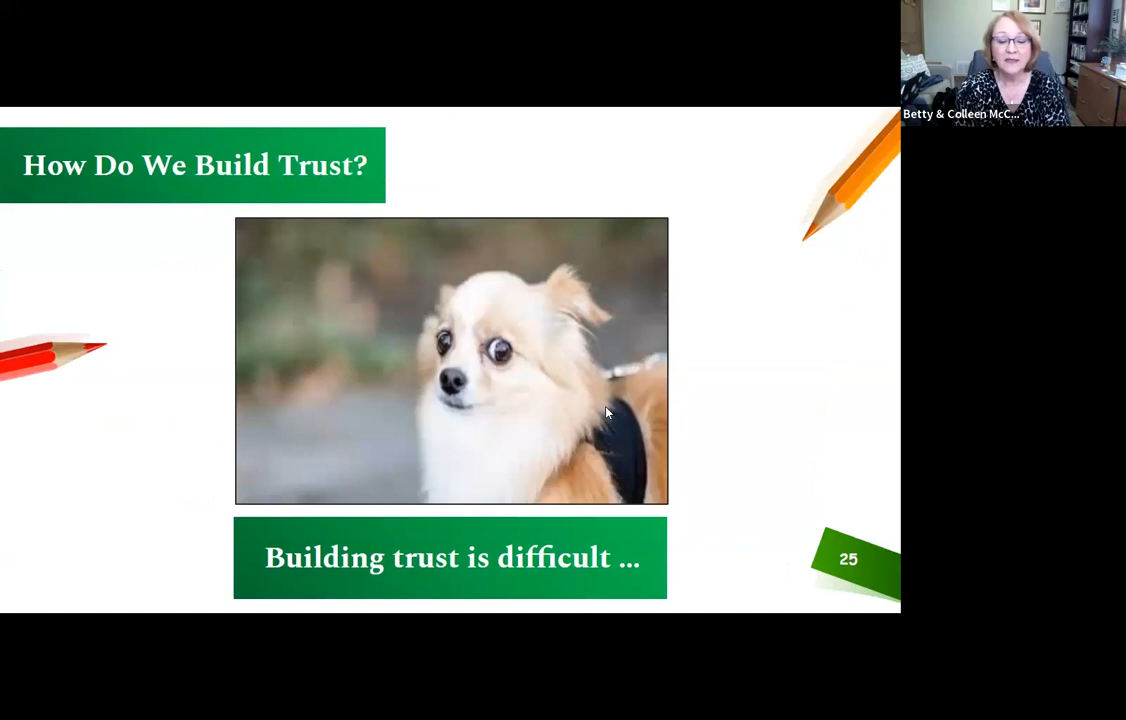 How Do We Build Trust?
Betty & Colleen McC...
Building trust is difficult ...
25